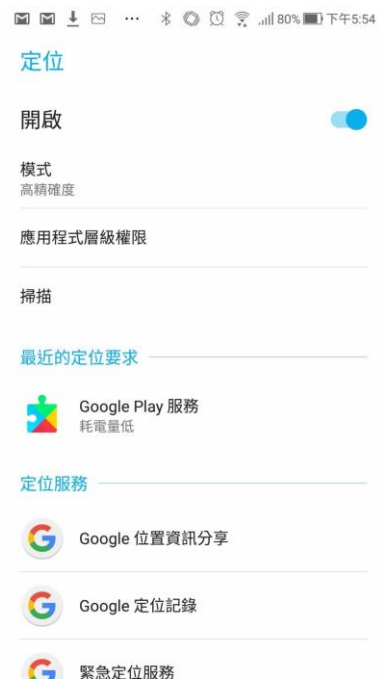 80% 下午5:54
定位
開啟
模式
高精確度
應用程式層級權限
掃描
最近的定位要求
Google Play 服務
耗電量低
定位服務
Google 位置資訊分享
Google 定位記錄
緊急定位服務